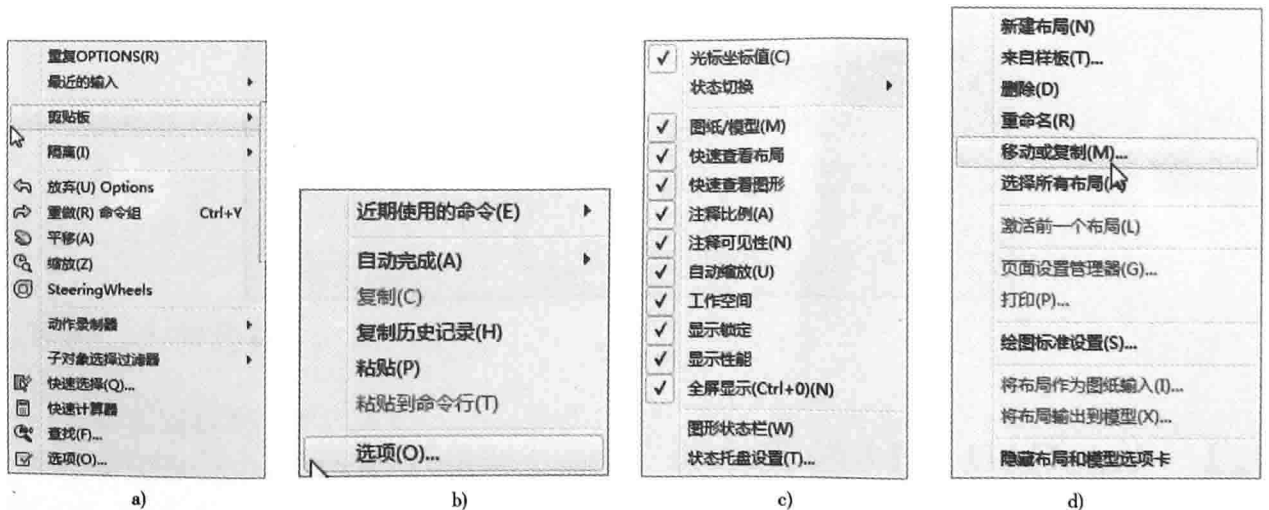 重复OPTIONS(R)
最近的输入
剪贴板
隔离(I)
放弃(U) Options
重做(R) 命令组 Ctrl+Y
平移(A)
缩放(Z)
SteeringWheels
动作录制器
子对象选择过滤器
快速选择(Q)...
快速计算器
查找(F)...
选项(O)...
a)
近期使用的命令(E)
自动完成(A)
复制(C)
复制历史记录(H)
粘贴(P)
粘贴到命令行(T)
选项(O)...
b)
光标坐标值(C)
状态切换
图纸/模型(M)
快速查看布局
快速查看图形
注释比例(A)
注释可见性(N)
自动缩放(U)
工作空间
显示锁定
显示性能
全屏显示(Ctrl+0)(N)
图形状态栏(W)
状态托盘设置(T)...
c)
新建布局(N)
来自样板(T)...
删除(D)
重命名(R)
移动或复制(M)...
选择所有布局(A)
激活前一个布局(L)
页面设置管理器(G)...
打印(P)...
绘图标准设置(S)...
将布局作为图纸输入(I)...
将布局输出到模型(X)...
隐藏布局和模型选项卡
d)